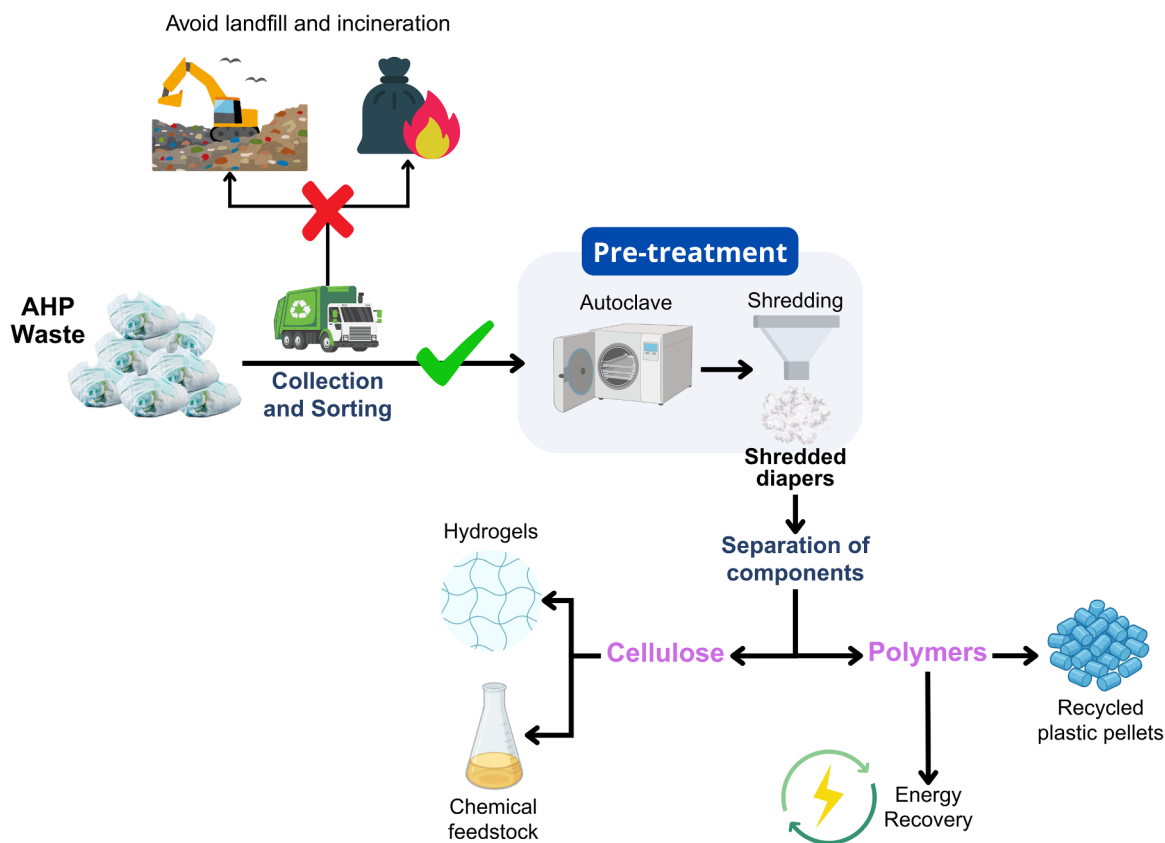 Avoid landfill and incineration
AHP
Waste
Collection
and Sorting
Pre-treatment
Autoclave
Shredding
Shredded
diapers
Separation of
components
Hydrogels
Cellulose
Polymers
Chemical
feedstock
Recycled
plastic pellets
Energy
Recovery